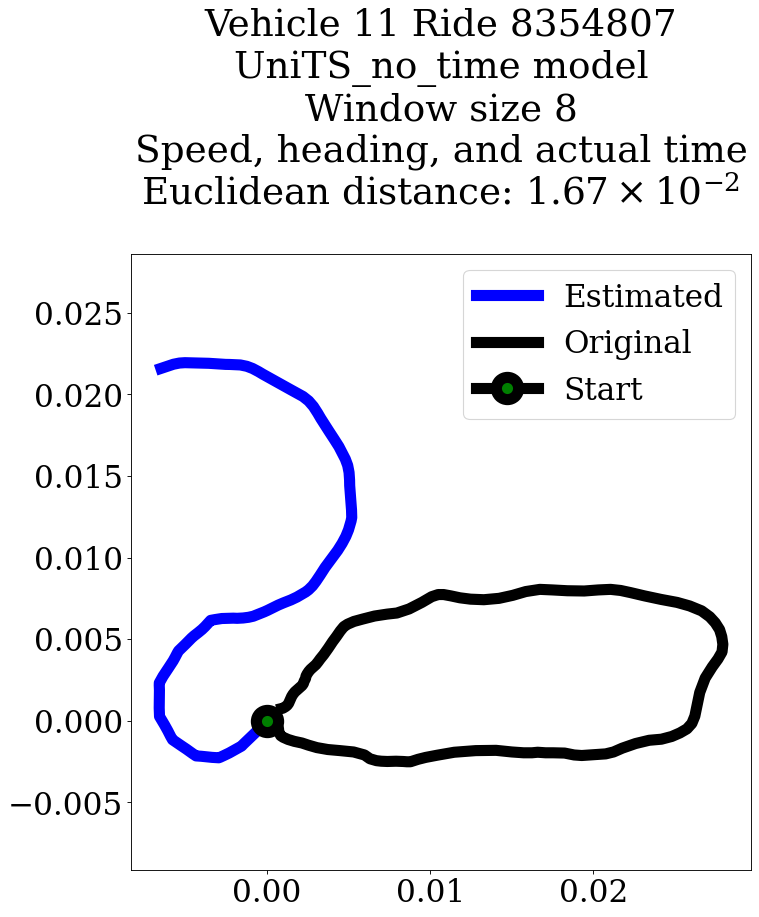 Vehicle 11 Ride 8354807
UniTS_no_time model
Window size 8
Speed, heading, and actual time
Euclidean distance: 1.67 × 10⁻²
Estimated
Original
Start
0.025
0.020
0.015
0.010
0.005
0.000
−0.005
0.00 0.01 0.02